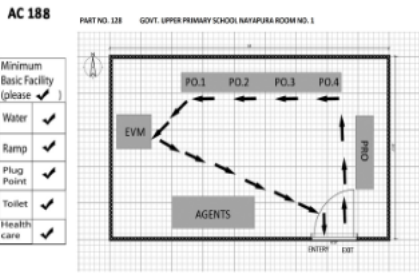 AC 188
PART NO. 128 GOVT. UPPER PRIMARY SCHOOL NAYAPURA ROOM NO. 1
Minimum
Basic Facility
(please ✔ )
Water ✔
Ramp ✔
Plug
Point ✔
Toilet ✔
Health
care ✔
PO.1 PO.2 PO.3 PO.4
EVM
PRO
AGENTS
ENTERY EXIT